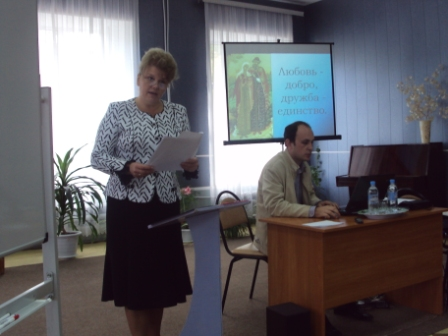 Любовь -
добро,
дружба -
единство.